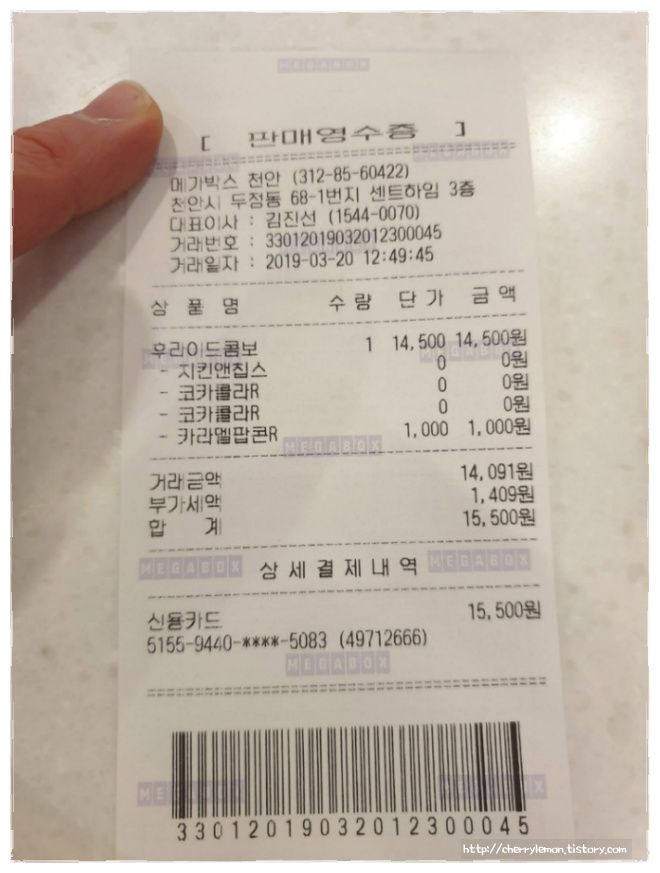 MEGABOX
[ 판매영수증 ]
메가박스 천안 (312-85-60422)
천안시 두정동 68-1번지 센트하임 3층
대표이사 : 김진선 (1544-0070)
거래번호 : 33012019032012300045
거래일자 : 2019-03-20 12:49:45
상 품 명 수 량 단 가 금 액
후라이드콤보 1 14,500 14,500원
- 치킨앤칩스 0 0원
- 코카콜라R 0 0원
- 코카콜라R 0 0원
- 카라멜팝콘R 1,000 1,000원
MEGABOX
거래금액 14,091원
부가세액 1,409원
합 계 15,500원
MEGABOX 상세결제내역 MEGABOX
신용카드 15,500원
5155-9440-****-5083 (49712666)
MEGABOX
MEGABOX MEGABOX
33012019032012300045
http://cherrylemon.tistory.com